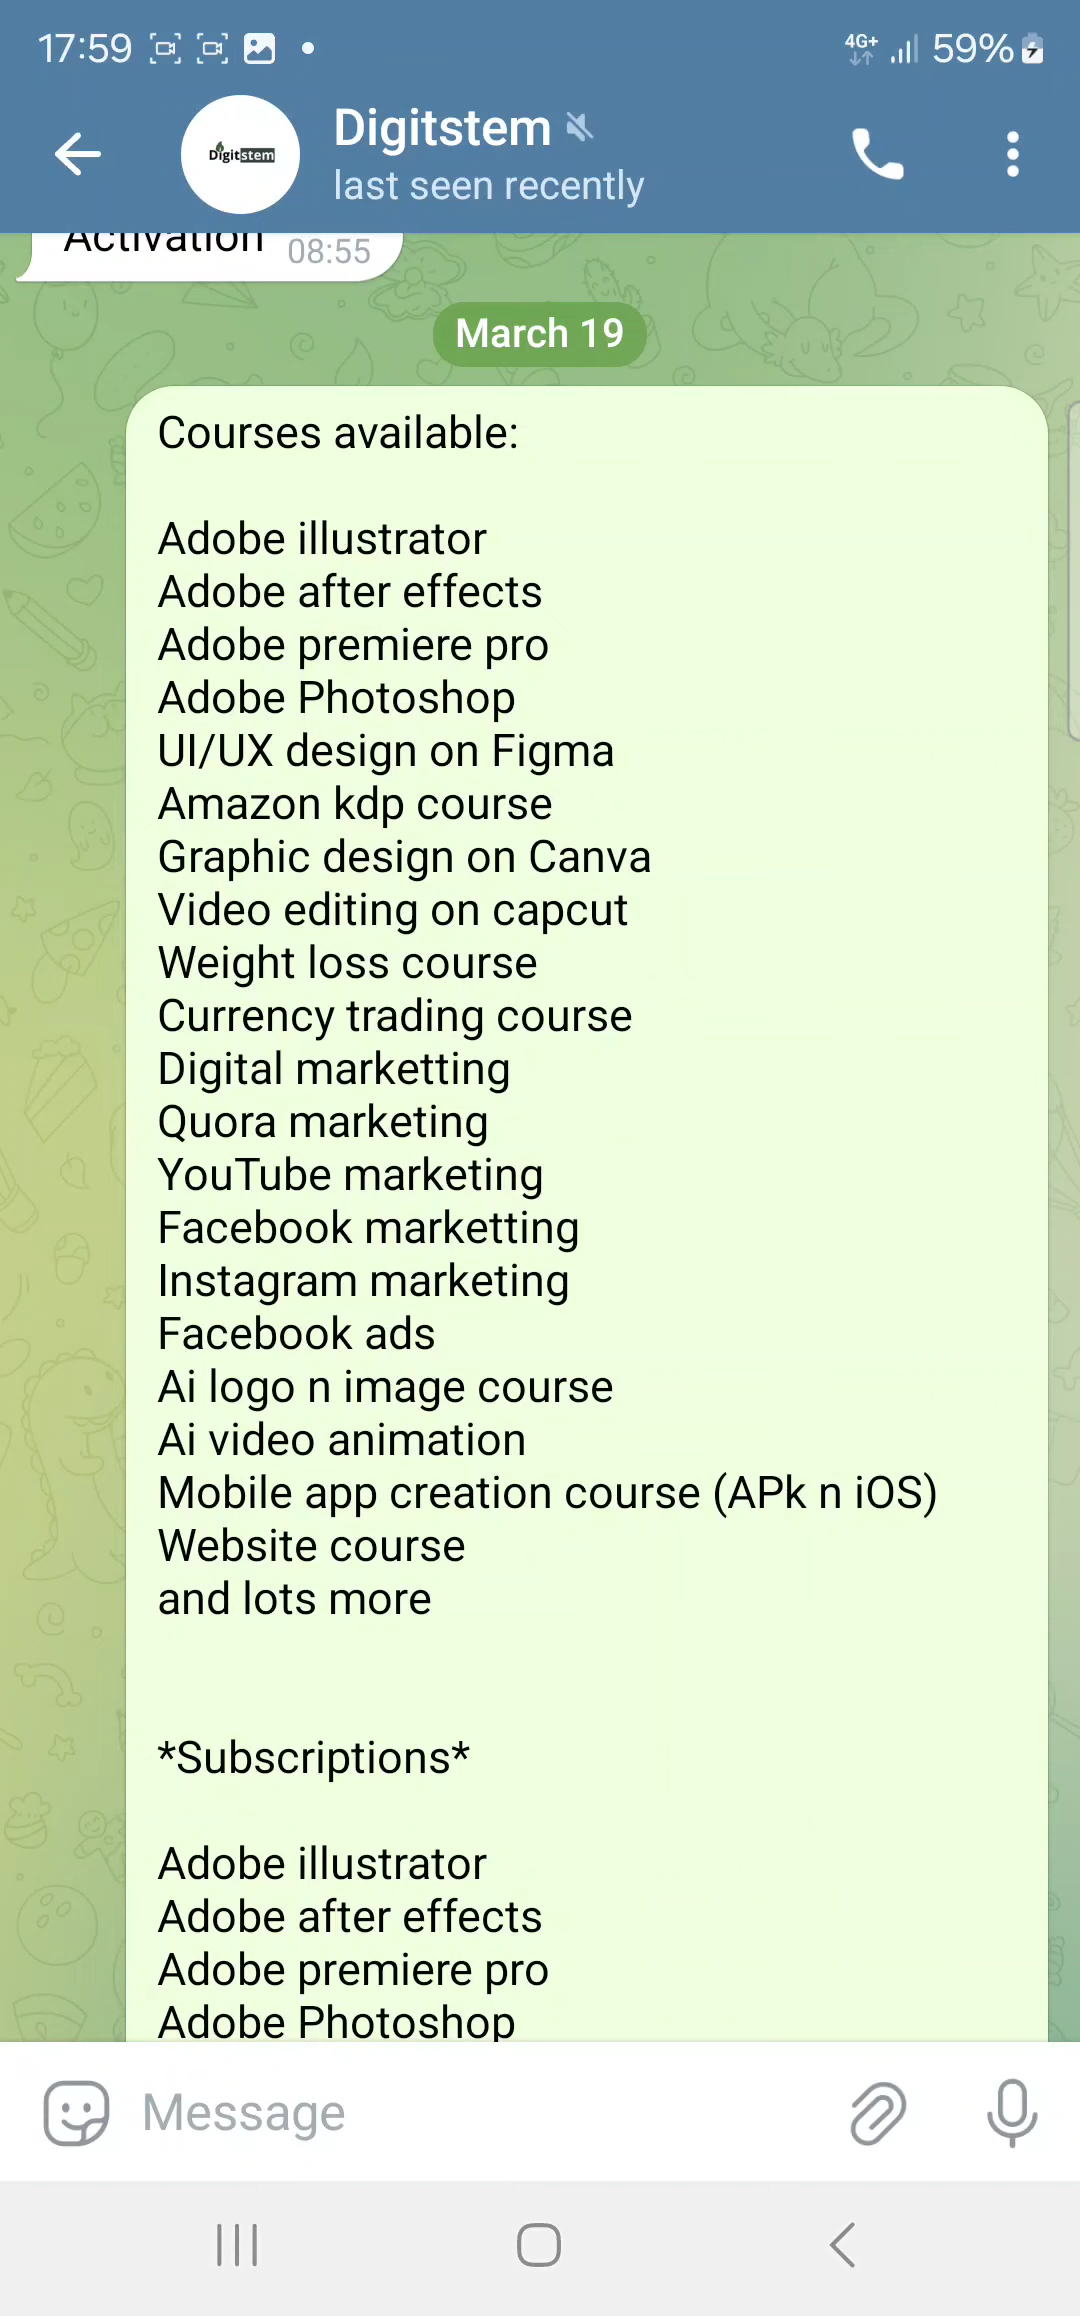 17:59
4G+
59%
Digitstem
Digitstem
last seen recently
Activation 08:55
March 19
Courses available:
Adobe illustrator
Adobe after effects
Adobe premiere pro
Adobe Photoshop
UI/UX design on Figma
Amazon kdp course
Graphic design on Canva
Video editing on capcut
Weight loss course
Currency trading course
Digital marketting
Quora marketing
YouTube marketing
Facebook marketting
Instagram marketing
Facebook ads
Ai logo n image course
Ai video animation
Mobile app creation course (APk n iOS)
Website course
and lots more
*Subscriptions*
Adobe illustrator
Adobe after effects
Adobe premiere pro
Adobe Photoshop
Message